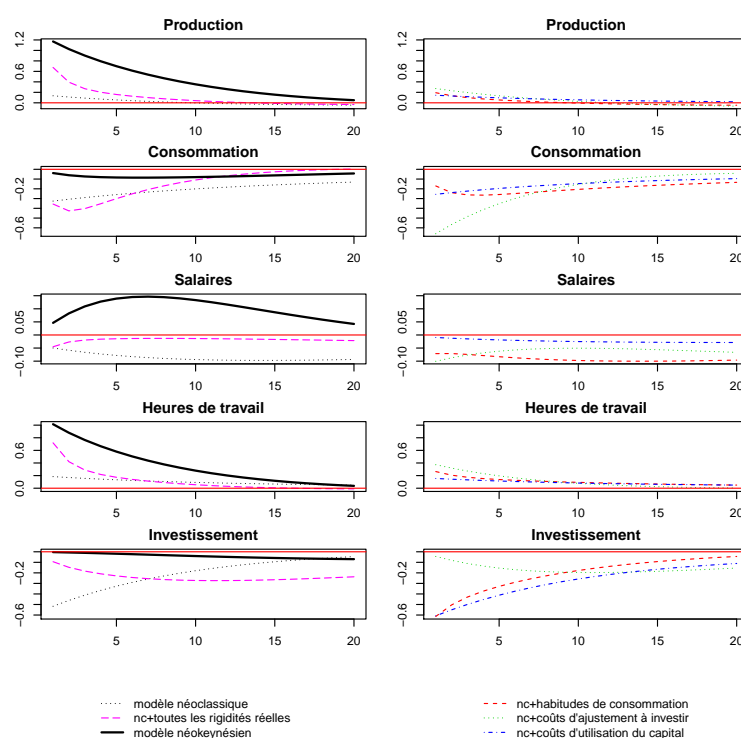 Production
Production
0.0 0.6 1.2
0.0 0.6 1.2
5 10 15 20
5 10 15 20
Consommation
Consommation
−0.6 −0.2
−0.6 −0.2
5 10 15 20
5 10 15 20
Salaires
Salaires
−0.10 0.05
−0.10 0.05
5 10 15 20
5 10 15 20
Heures de travail
Heures de travail
0.0 0.6
0.0 0.6
5 10 15 20
5 10 15 20
Investissement
Investissement
−0.6 −0.2
−0.6 −0.2
5 10 15 20
5 10 15 20
modèle néoclassique
nc+toutes les rigidités réelles
modèle néokeynésien
nc+habitudes de consommation
nc+coûts d'ajustement à investir
nc+coûts d'utilisation du capital